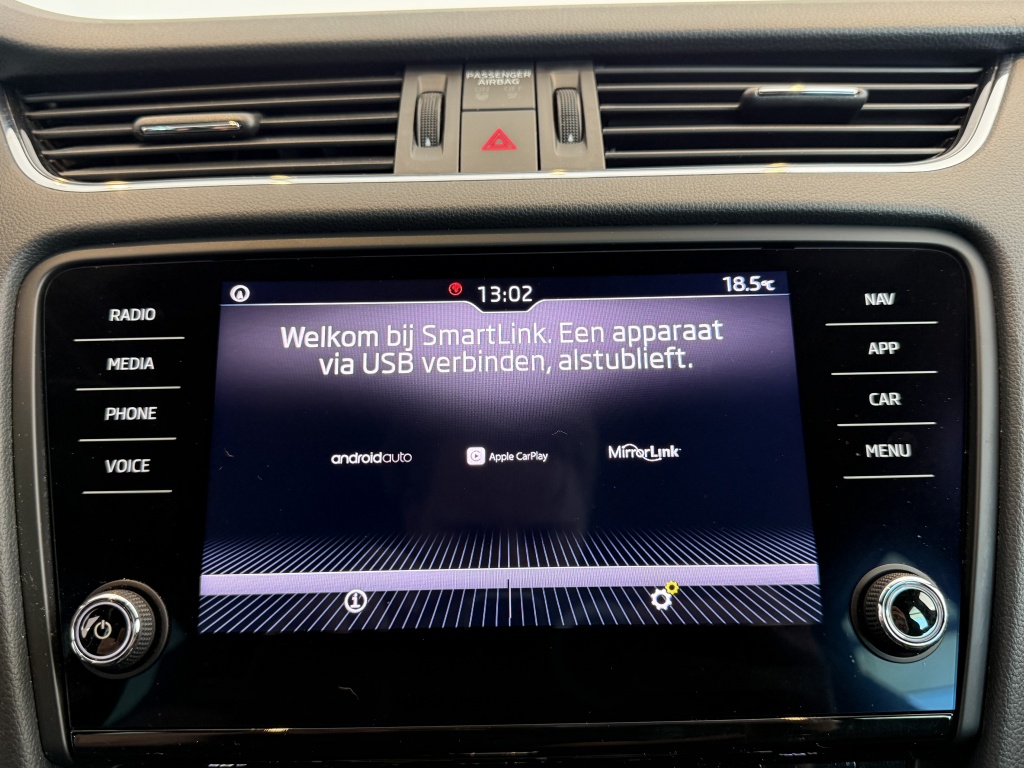 PASSENGER
AIRBAG
OFF
18.5°C
13:02
RADIO
MEDIA
PHONE
VOICE
Welkom bij SmartLink. Een apparaat
via USB verbinden, alstublieft.
androidauto
Apple CarPlay
MirrorLink
NAV
APP
CAR
MENU